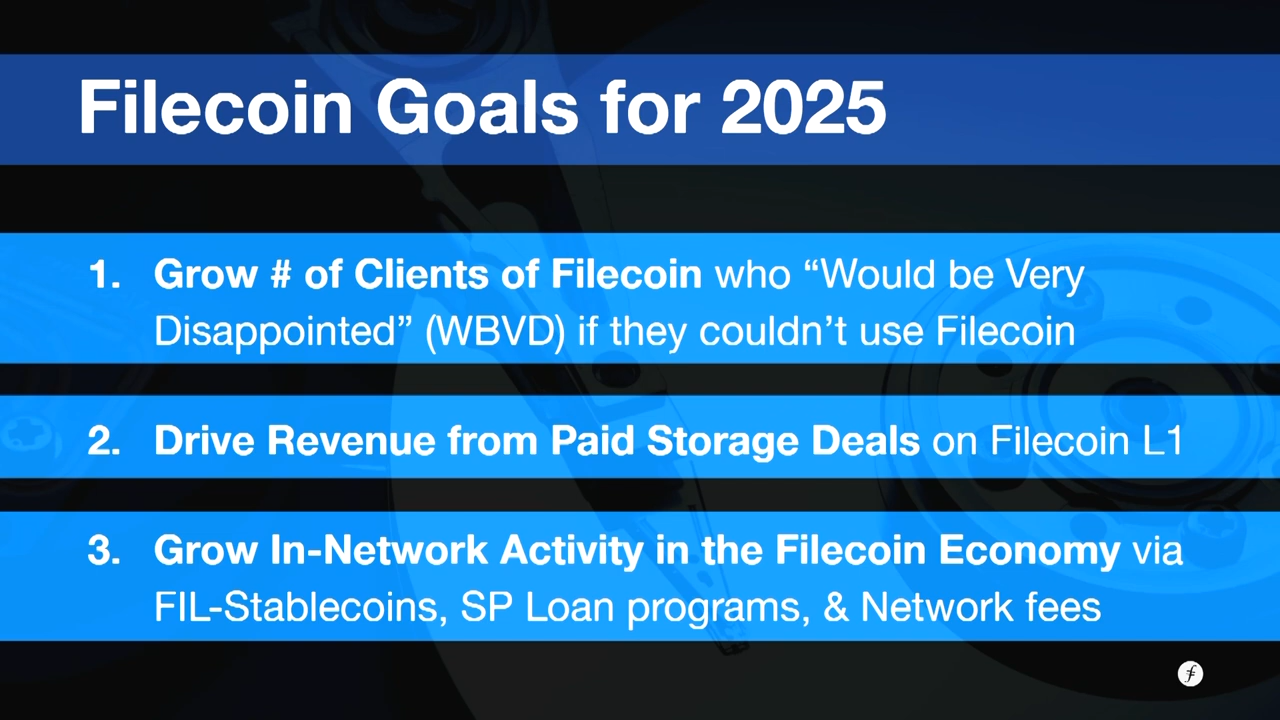 Filecoin Goals for 2025
1. Grow # of Clients of Filecoin who “Would be Very
Disappointed” (WBVD) if they couldn’t use Filecoin
2. Drive Revenue from Paid Storage Deals on Filecoin L1
3. Grow In-Network Activity in the Filecoin Economy via
FIL-Stablecoins, SP Loan programs, & Network fees